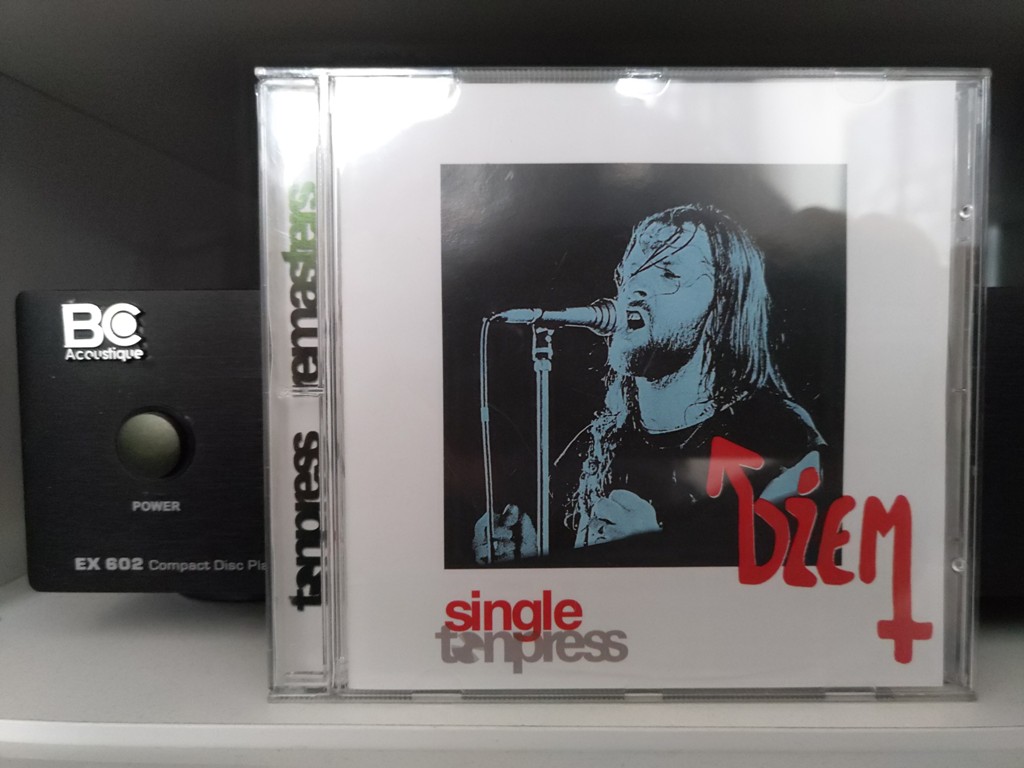 BC
Acoustique
POWER
EX 602 Compact Disc Pla
tonpress remasters
DŻEM
single
tonpress